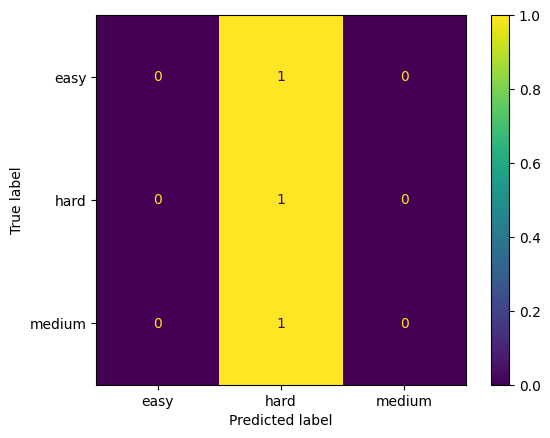 1.0
easy 0 1 0
0.8
0.6
True label
hard 0 1 0
0.4
0.2
medium 0 1 0
0.0
easy hard medium
Predicted label